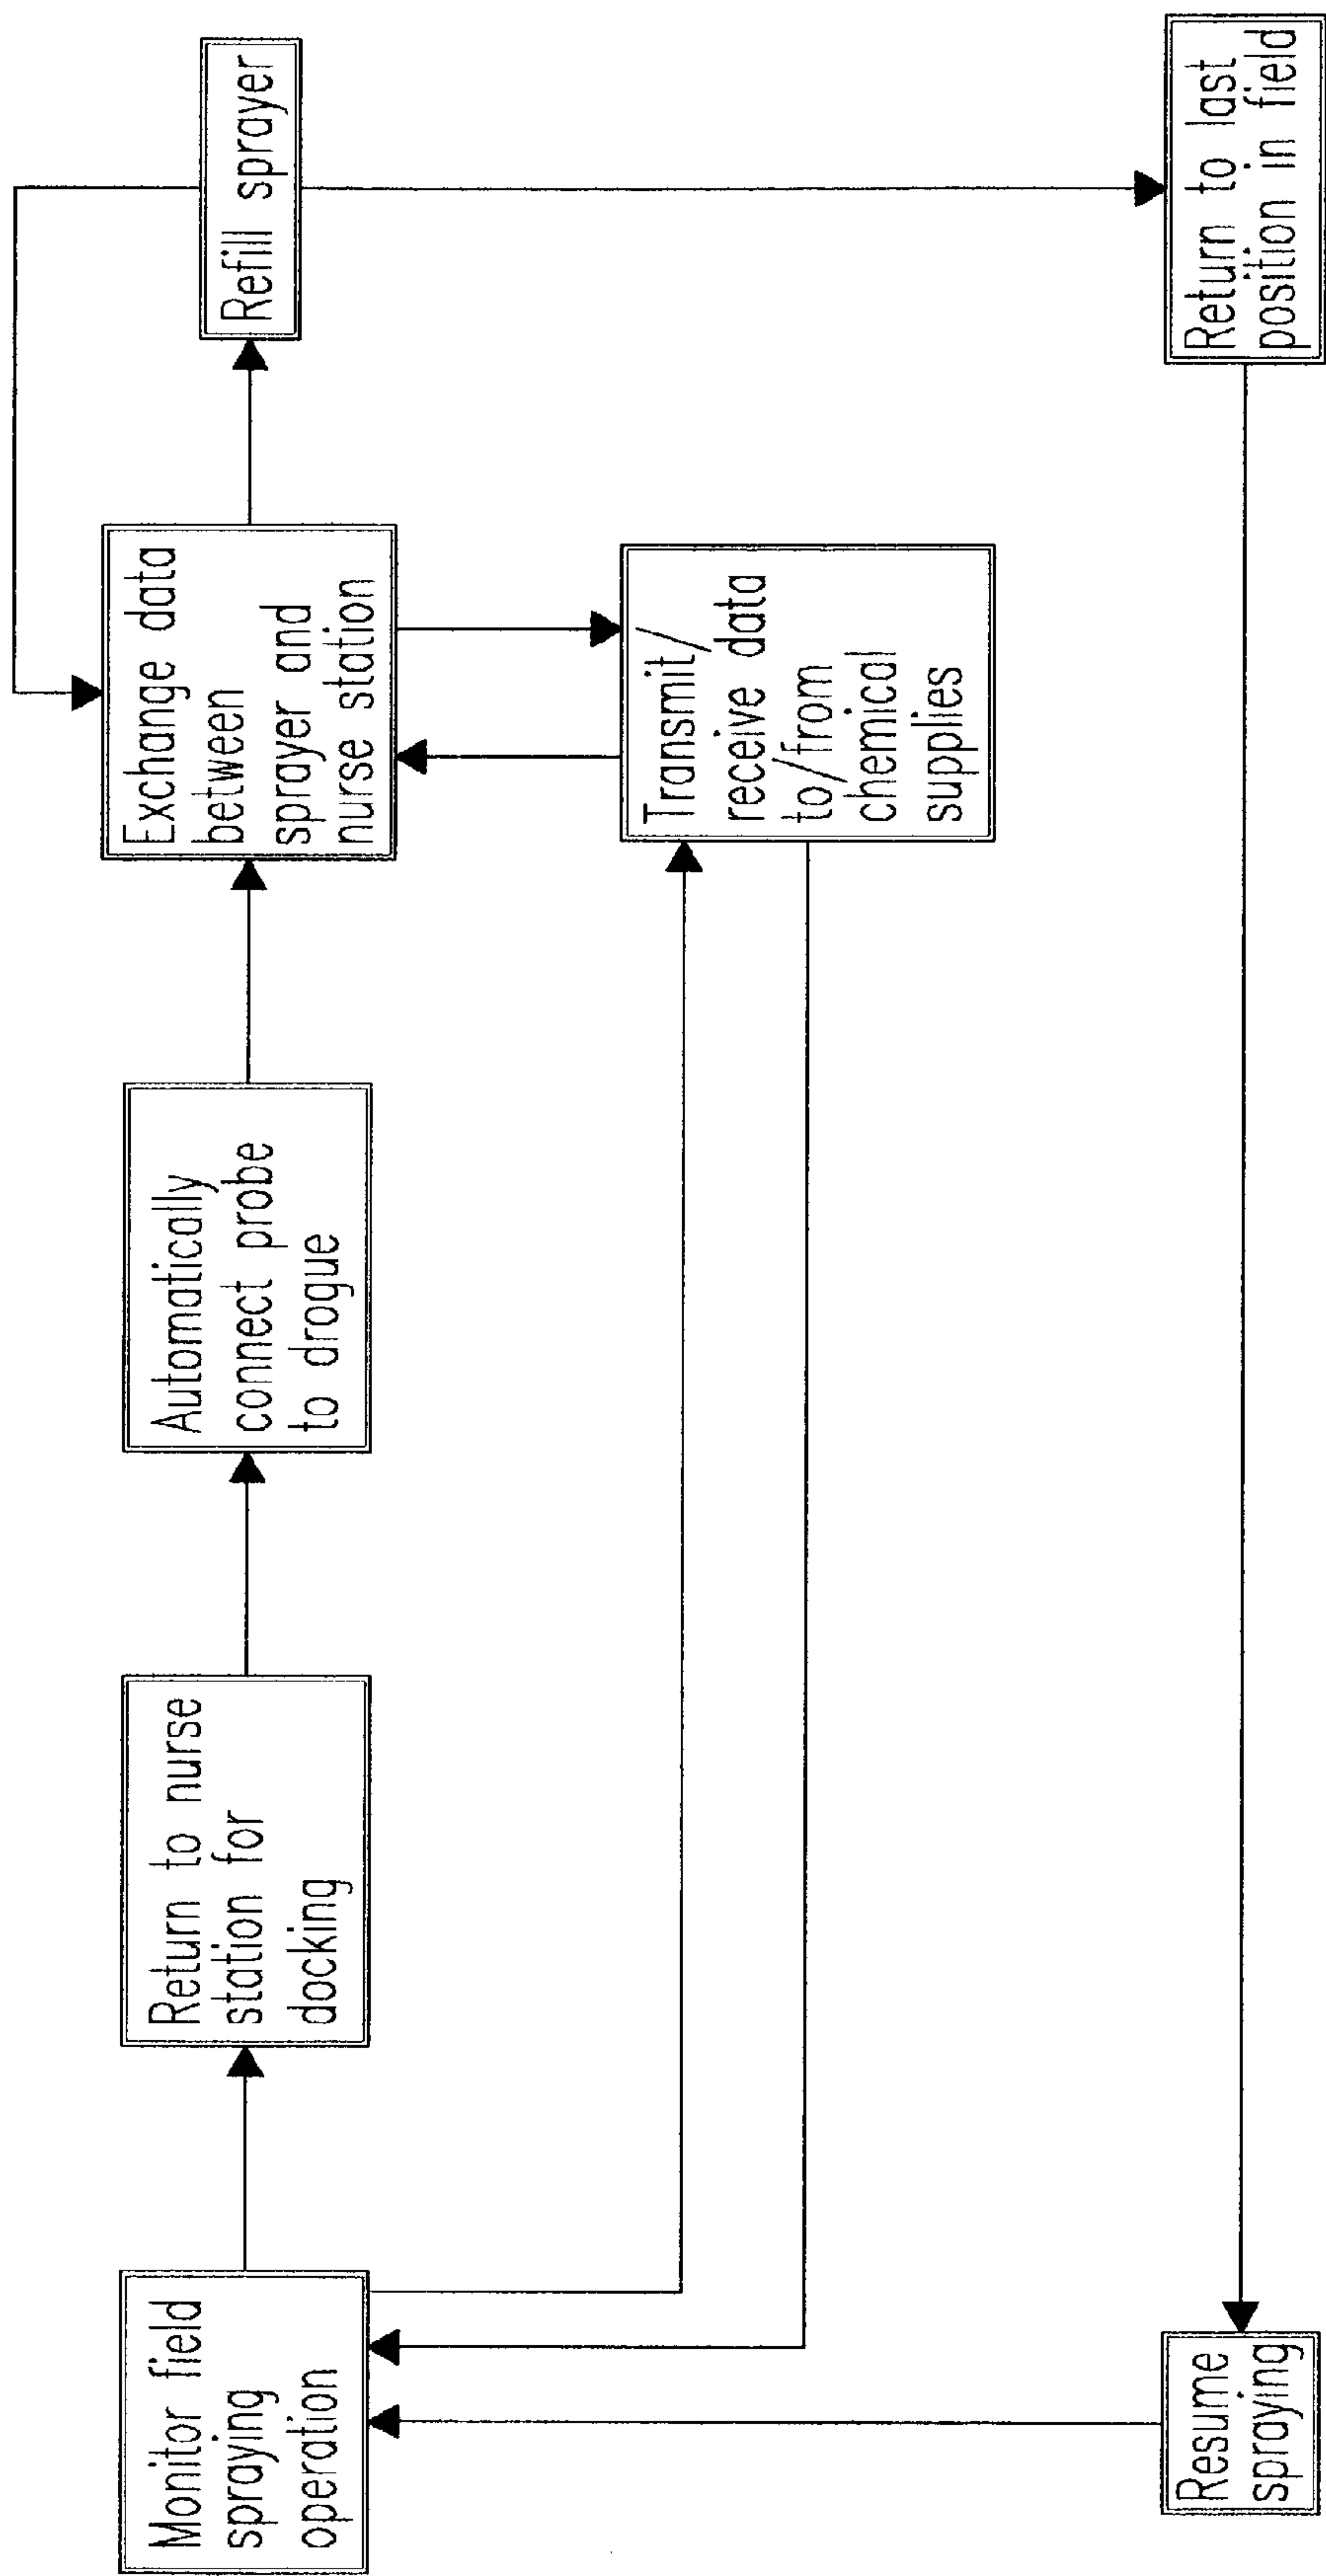 Monitor field
spraying
operation
Return to nurse
station for
docking
Automatically
connect probe
to drogue
Exchange data
between
sprayer and
nurse station
Refill sprayer
Transmit/
receive data
to/from
chemical
supplies
Resume
spraying
Return to last
position in field